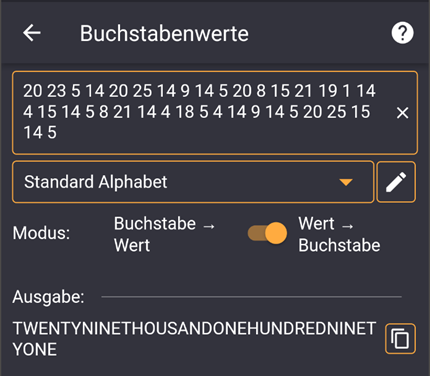 Buchstabenwerte
20 23 5 14 20 25 14 9 14 5 20 8 15 21 19 1 14
4 15 14 5 8 21 14 4 18 5 4 14 9 14 5 20 25 15
14 5
Standard Alphabet
Modus:
Buchstabe →
Wert
Wert →
Buchstabe
Ausgabe:
TWENTYNINETHOUSANDONEHUNDREDNINET
YONE